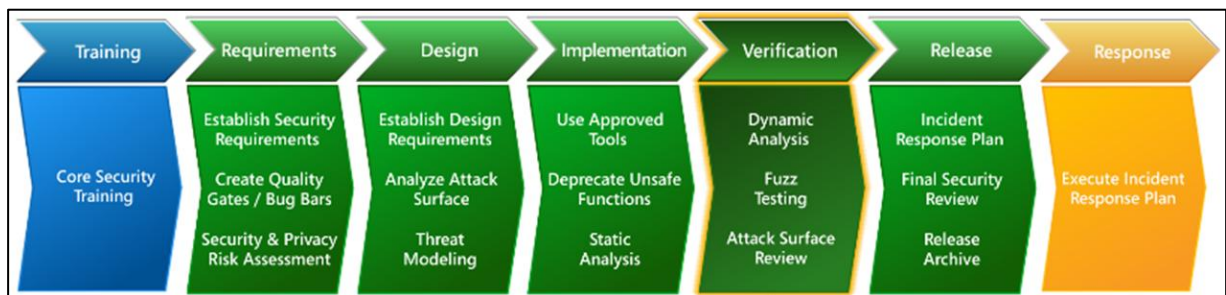 Training
Requirements
Design
Implementation
Verification
Release
Response
Core Security
Training
Establish Security
Requirements
Create Quality
Gates / Bug Bars
Security & Privacy
Risk Assessment
Establish Design
Requirements
Analyze Attack
Surface
Threat
Modeling
Use Approved
Tools
Deprecate Unsafe
Functions
Static
Analysis
Dynamic
Analysis
Fuzz
Testing
Attack Surface
Review
Incident
Response Plan
Final Security
Review
Release
Archive
Execute Incident
Response Plan